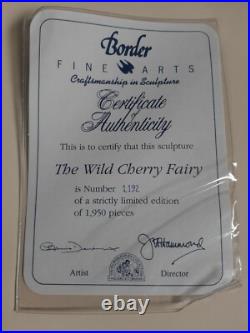 Border
FINE ARTS
Craftsmanship in Sculpture
Certificate
of Authenticity
This is to certify that this sculpture
The Wild Cherry Fairy
is Number 1,192
of a strictly limited edition
of 1,950 pieces
Artist Director